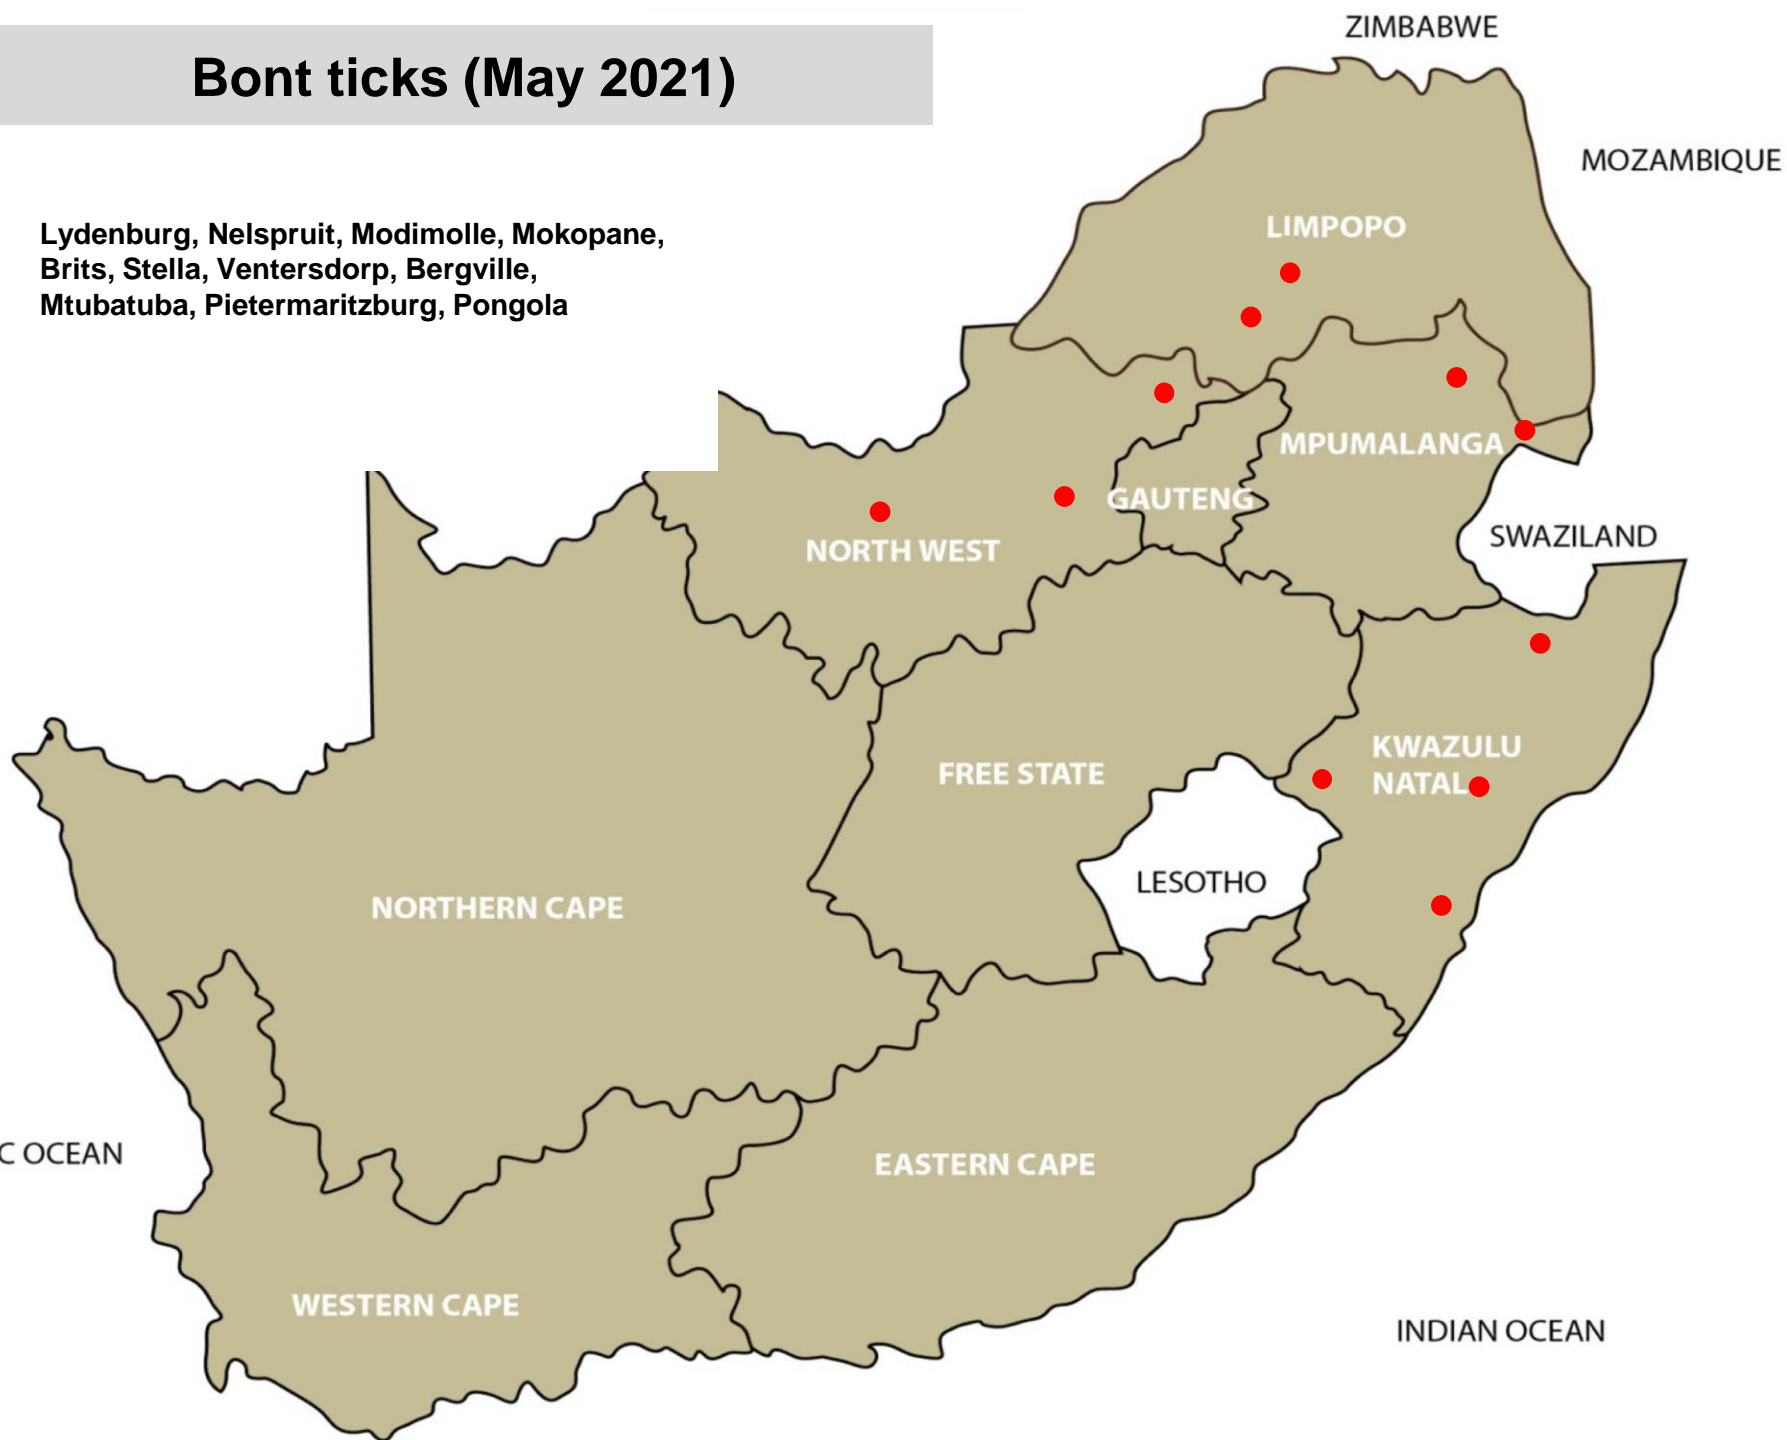 ZIMBABWE
Bont ticks (May 2021)
MOZAMBIQUE
Lydenburg, Nelspruit, Modimolle, Mokopane,
Brits, Stella, Ventersdorp, Bergville,
Mtubatuba, Pietermaritzburg, Pongola
LIMPOPO
MPUMALANGA
GAUTENG
NORTH WEST
SWAZILAND
KWAZULU
NATAL
FREE STATE
LESOTHO
NORTHERN CAPE
C OCEAN
EASTERN CAPE
WESTERN CAPE
INDIAN OCEAN